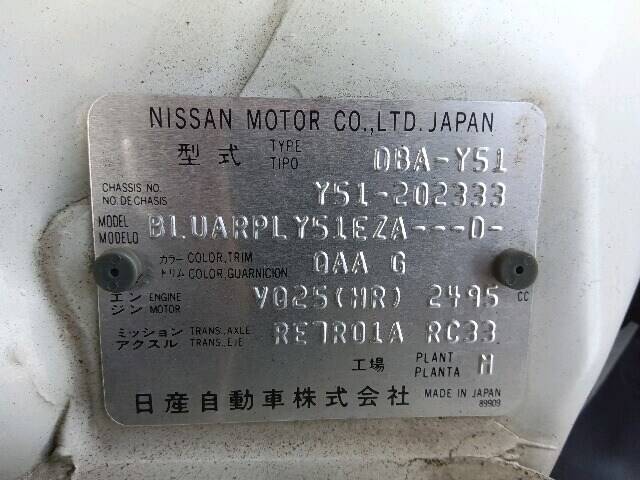 NISSAN MOTOR CO.,LTD. JAPAN
型式 TYPE TIPO DBA-Y51
CHASSIS NO. NO. DE CHASIS Y51-202333
MODEL MODELO BLUARPLY51EZA---D-
カラー COLOR,TRIM トリム COLOR,GUARNICION QAA G
エンジン ENGINE MOTOR VQ25(HR) 2495 CC
ミッション TRANS.,AXLE アクスル TRANS.,EJE RE7R01A RC33
工場 PLANT PLANTA M
日産自動車株式会社 MADE IN JAPAN
89909